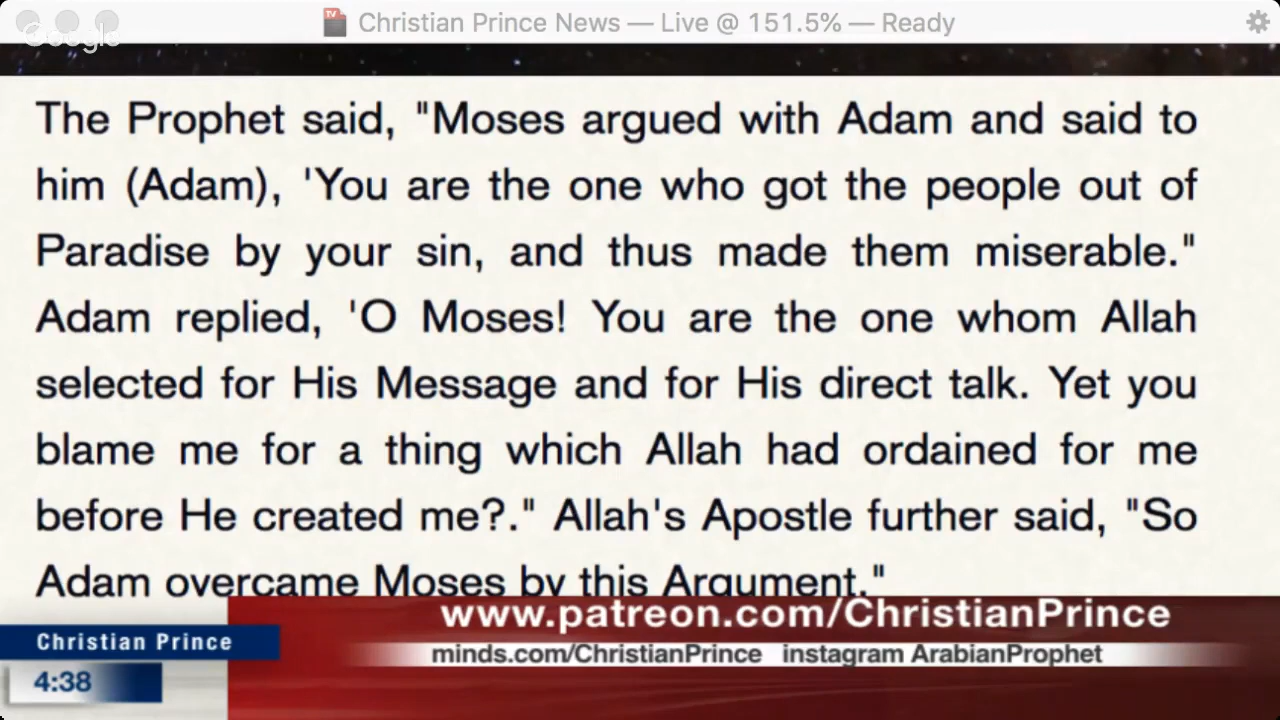 Christian Prince News — Live @ 151.5% — Ready
Google
The Prophet said, "Moses argued with Adam and said to
him (Adam), 'You are the one who got the people out of
Paradise by your sin, and thus made them miserable."
Adam replied, 'O Moses! You are the one whom Allah
selected for His Message and for His direct talk. Yet you
blame me for a thing which Allah had ordained for me
before He created me?." Allah's Apostle further said, "So
Adam overcame Moses by this Argument."
www.patreon.com/ChristianPrince
Christian Prince
minds.com/ChristianPrince instagram ArabianProphet
4:38